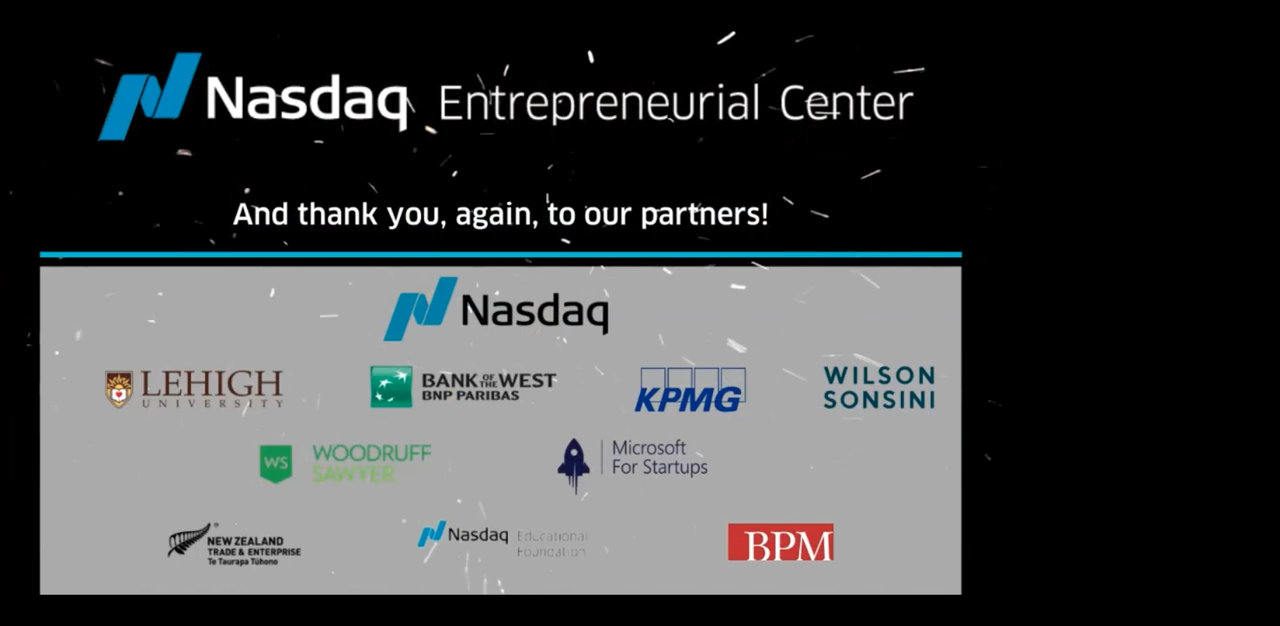 Nasdaq Entrepreneurial Center
And thank you, again, to our partners!
Nasdaq
LEHIGH
UNIVERSITY
BANK OF THE WEST
BNP PARIBAS
KPMG
WILSON
SONSINI
WS
WOODRUFF
SAWYER
Microsoft
For Startups
®
NEW ZEALAND
TRADE & ENTERPRISE
Te Taurapa Tūhono
Nasdaq Educational
Foundation
BPM